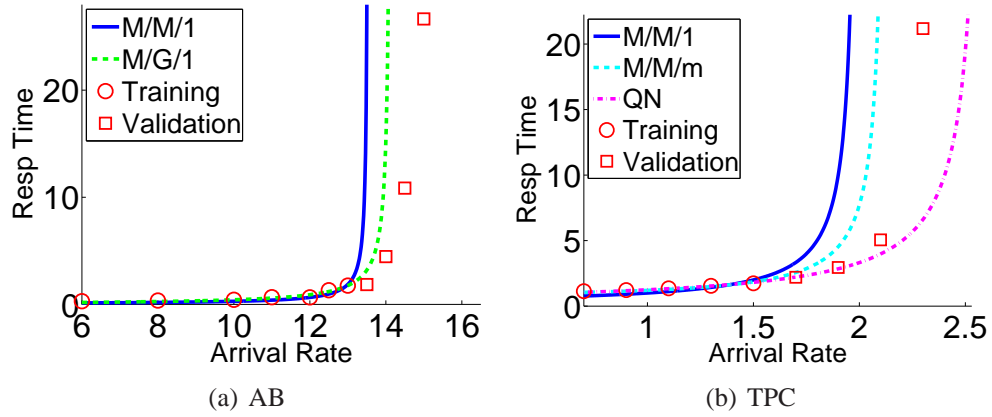 M/M/1
M/G/1
Training
Validation
Resp Time
20
10
0
6 8 10 12 14 16
Arrival Rate
(a) AB
M/M/1
M/M/m
QN
Training
Validation
Resp Time
20
15
10
5
0
1 1.5 2 2.5
Arrival Rate
(b) TPC